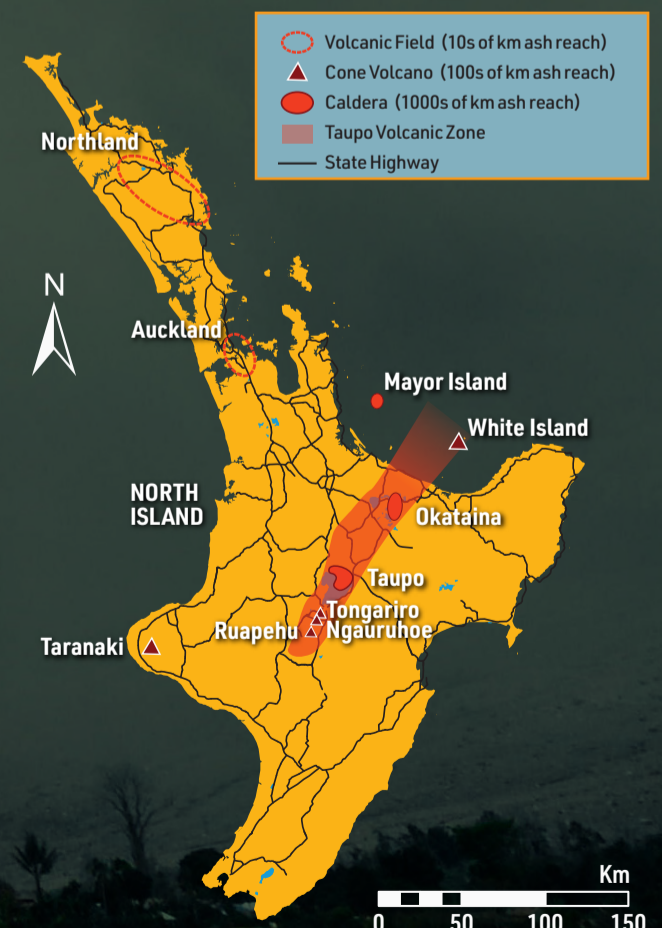 Volcanic Field (10s of km ash reach)
Cone Volcano (100s of km ash reach)
Caldera (1000s of km ash reach)
Taupo Volcanic Zone
State Highway
Northland
N
Auckland
Mayor Island
White Island
NORTH
ISLAND
Okataina
Taupo
Tongariro
Ruapehu
Ngauruhoe
Taranaki
Km
0 50 100 150